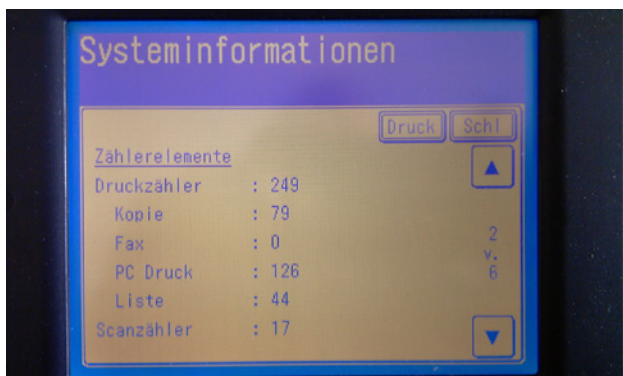 Systeminformationen
Druck Schl
Zählerelemente
Druckzähler : 249
Kopie : 79
Fax : 0
2
v.
6
PC Druck : 126
Liste : 44
Scanzähler : 17